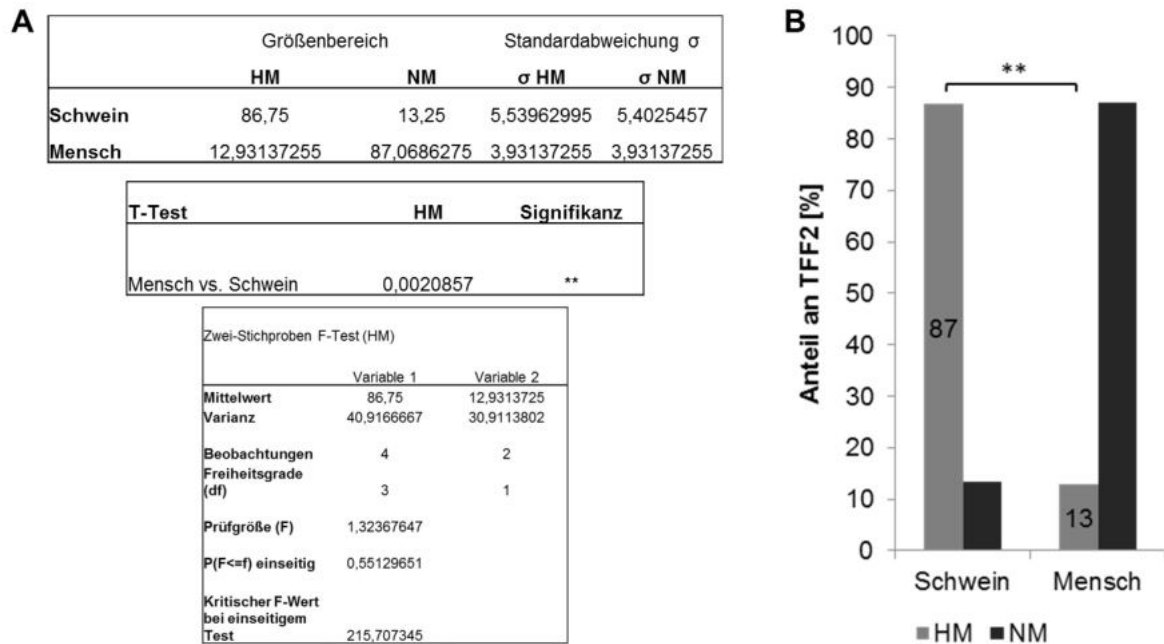 A
Größenbereich Standardabweichung σ
HM NM σ HM σ NM
Schwein 86,75 13,25 5,53962995 5,4025457
Mensch 12,93137255 87,0686275 3,93137255 3,93137255
T-Test HM Signifikanz
Mensch vs. Schwein 0,0020857 **
Zwei-Stichproben F-Test (HM)
Variable 1 Variable 2
Mittelwert 86,75 12,9313725
Varianz 40,9166667 30,9113802
Beobachtungen 4 2
Freiheitsgrade
(df) 3 1
Prüfgröße (F) 1,32367647
P(F<=f) einseitig 0,55129651
Kritischer F-Wert
bei einseitigem
Test 215,707345
B
Anteil an TFF2 [%]
100
90
80
70
60
50
40
30
20
10
0
**
87
13
Schwein Mensch
HM NM